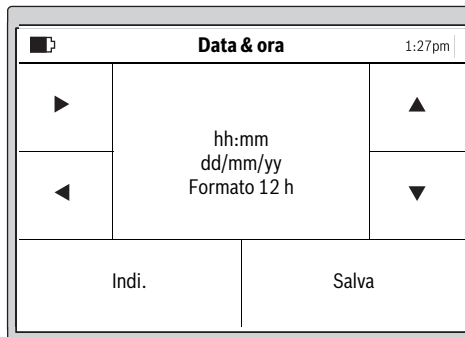 Data & ora 1:27pm
hh:mm
dd/mm/yy
Formato 12 h
Indi. Salva